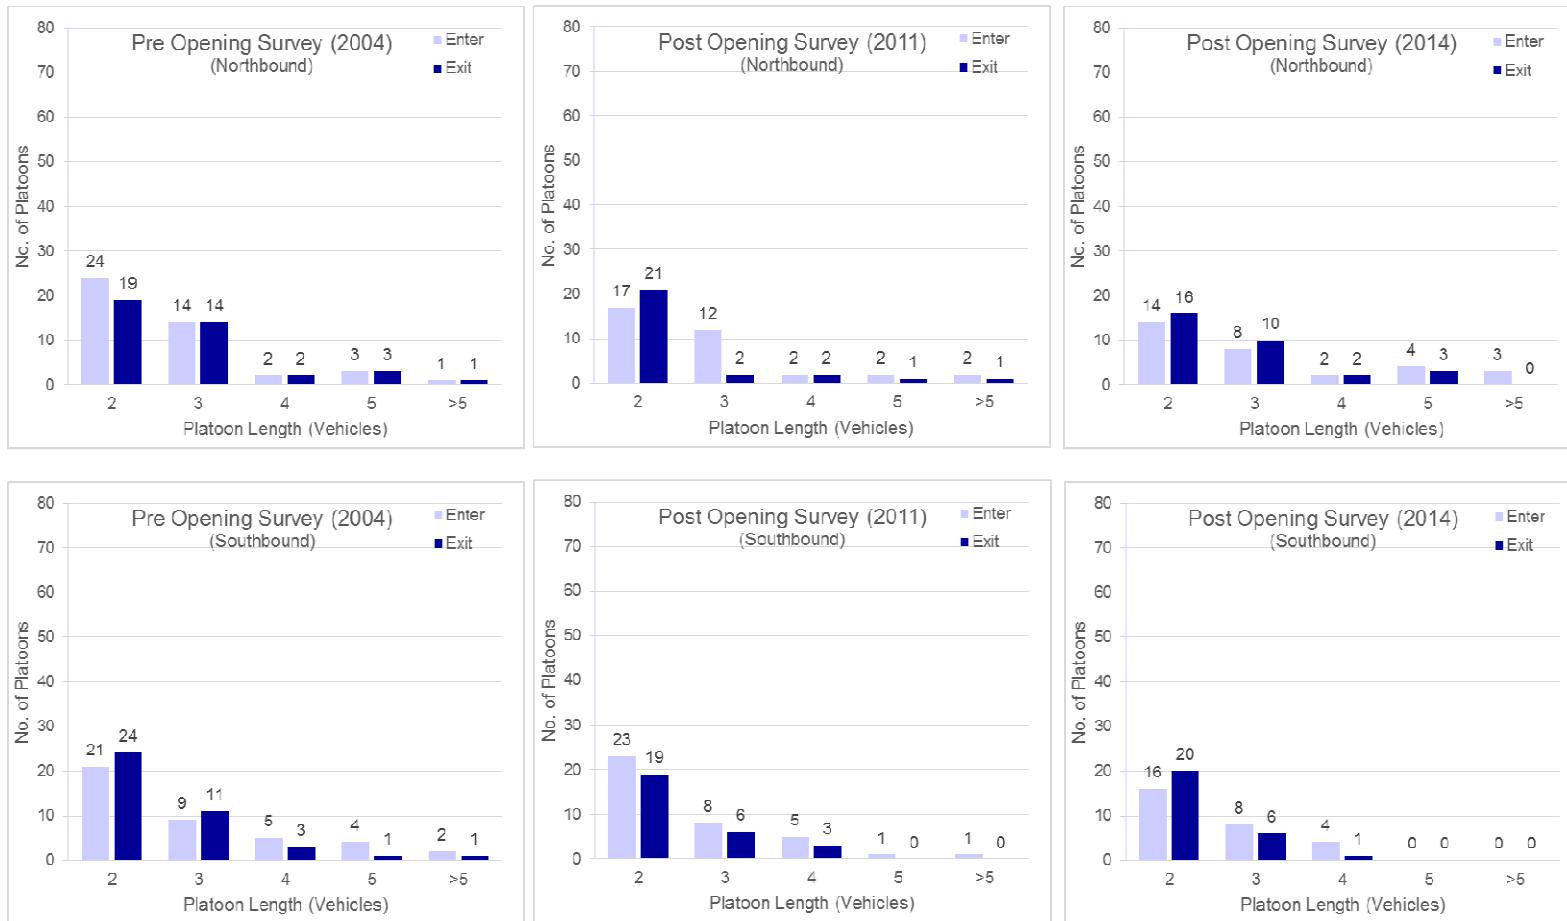 Pre Opening Survey (2004)
(Northbound)
Enter
Exit
80
70
60
50
40
30
20
10
0
No. of Platoons
24 19 14 14 2 2 3 3 1 1
2 3 4 5 >5
Platoon Length (Vehicles)
Post Opening Survey (2011)
(Northbound)
Enter
Exit
80
70
60
50
40
30
20
10
0
No. of Platoons
17 21 12 2 2 2 2 1 2 1
2 3 4 5 >5
Platoon Length (Vehicles)
Post Opening Survey (2014)
(Northbound)
Enter
Exit
80
70
60
50
40
30
20
10
0
No. of Platoons
14 16 8 10 2 2 4 3 3 0
2 3 4 5 >5
Platoon Length (Vehicles)
Pre Opening Survey (2004)
(Southbound)
Enter
Exit
80
70
60
50
40
30
20
10
0
No. of Platoons
21 24 9 11 5 3 4 1 2 1
2 3 4 5 >5
Platoon Length (Vehicles)
Post Opening Survey (2011)
(Southbound)
Enter
Exit
80
70
60
50
40
30
20
10
0
No. of Platoons
23 19 8 6 5 3 1 0 1 0
2 3 4 5 >5
Platoon Length (Vehicles)
Post Opening Survey (2014)
(Southbound)
Enter
Exit
80
70
60
50
40
30
20
10
0
No. of Platoons
16 20 8 6 4 1 0 0 0 0
2 3 4 5 >5
Platoon Length (Vehicles)